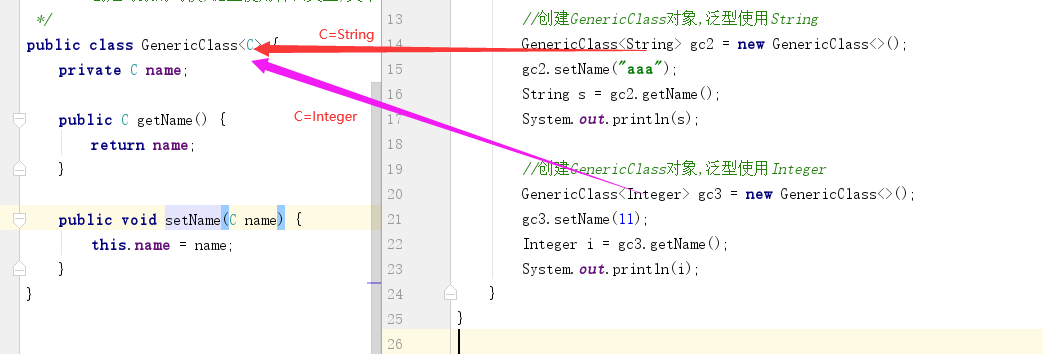 */
public class GenericClass<C> {
private C name;
public C getName() {
return name;
}
public void setName(C name) {
this.name = name;
}
}
C=String
C=Integer
13 //创建GenericClass对象,泛型使用String
14 GenericClass<String> gc2 = new GenericClass<>();
15 gc2.setName("aaa");
16 String s = gc2.getName();
17 System.out.println(s);
18
19 //创建GenericClass对象,泛型使用Integer
20 GenericClass<Integer> gc3 = new GenericClass<>();
21 gc3.setName(11);
22 Integer i = gc3.getName();
23 System.out.println(i);
24 }
25 }
26